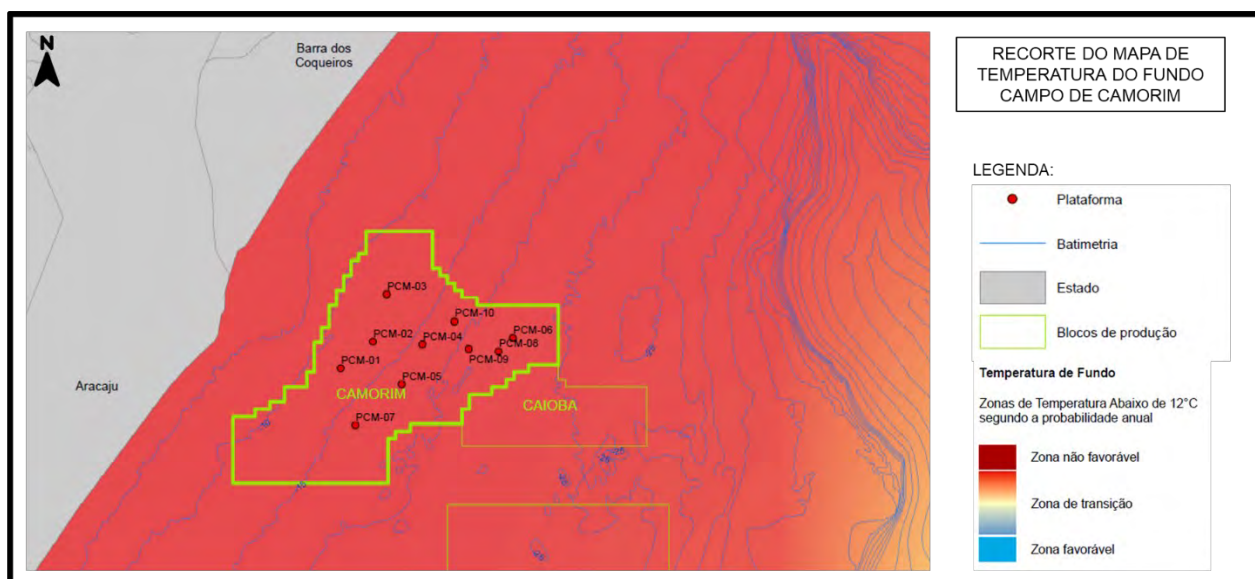 N
Barra dos
Coqueiros
PCM-03
PCM-10
PCM-02
PCM-04
PCM-06
PCM-08
PCM-09
PCM-01
PCM-05
Aracaju
CAMORIM
CAIOBA
PCM-07
RECORTE DO MAPA DE
TEMPERATURA DO FUNDO
CAMPO DE CAMORIM
LEGENDA:
Plataforma
Batimetria
Estado
Blocos de produção
Temperatura de Fundo
Zonas de Temperatura Abaixo de 12°C
segundo a probabilidade anual
Zona não favorável
Zona de transição
Zona favorável